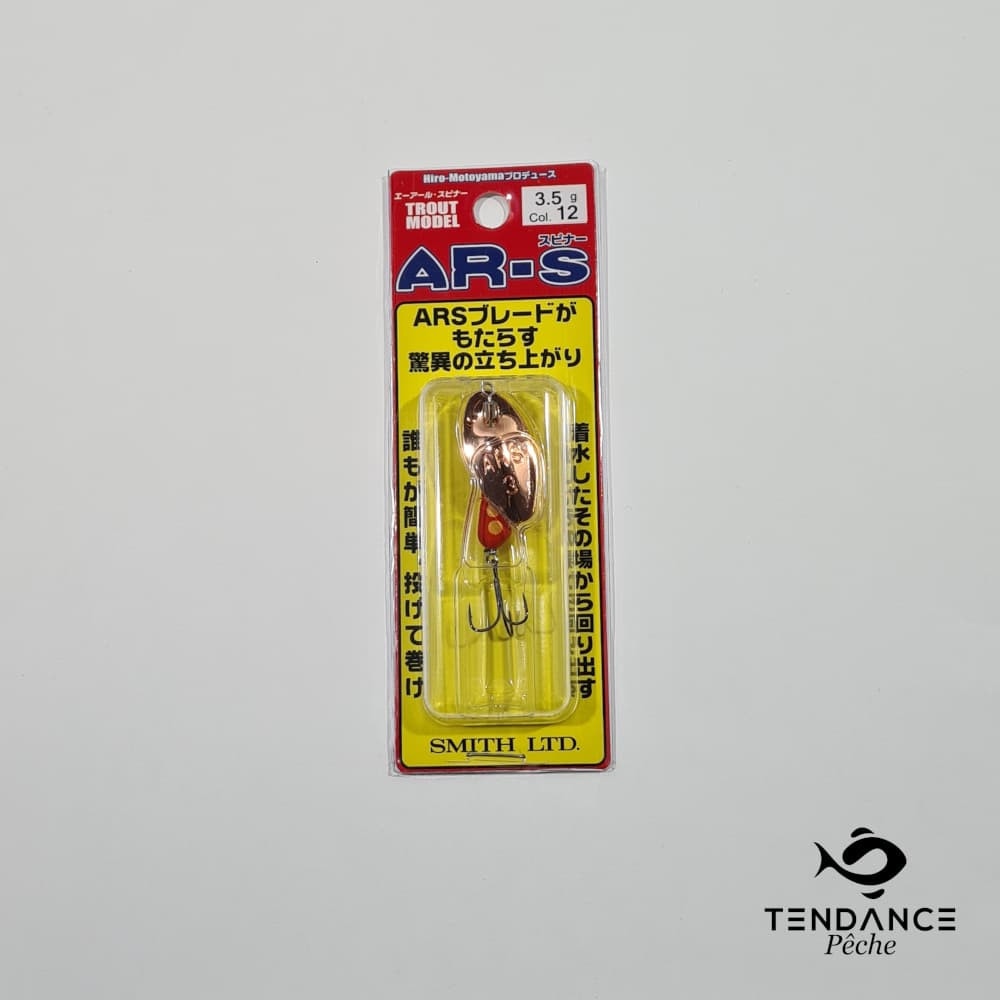 Hiro-Motoyamaプロデュース
エーアール・スピナー
TROUT
MODEL
3.5 g
Col. 12
スピナー
AR-S
ARSブレードが
もたらす
驚異の立ち上がり
着水したその場から回り出す
誰もが簡単、投げて巻け
SMITH LTD.
TENDANCE
Pêche